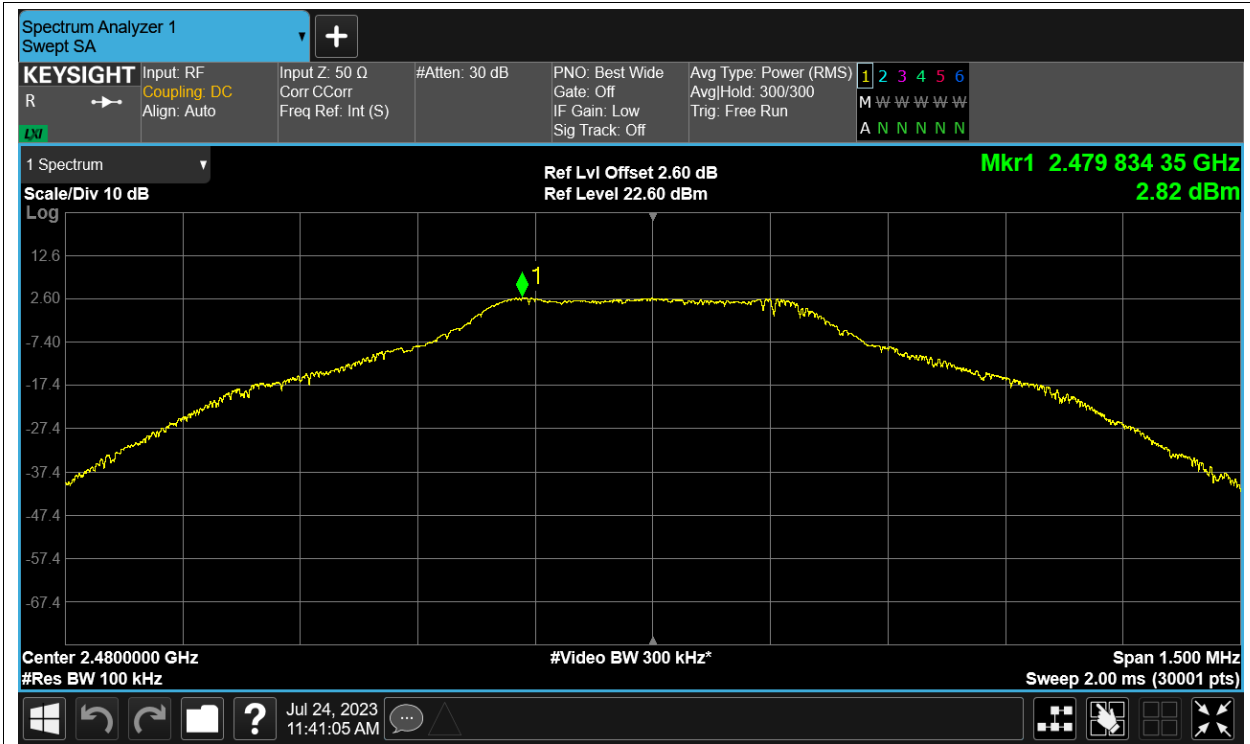 Spectrum Analyzer 1
Swept SA
KEYSIGHT
R
LXI
Input: RF
Coupling: DC
Align: Auto
Input Z: 50 Ω
Corr CCorr
Freq Ref: Int (S)
#Atten: 30 dB
PNO: Best Wide
Gate: Off
IF Gain: Low
Sig Track: Off
Avg Type: Power (RMS)
Avg|Hold: 300/300
Trig: Free Run
1 2 3 4 5 6
M W W W W W W
A N N N N N N
1 Spectrum
Scale/Div 10 dB
Log
Ref Lvl Offset 2.60 dB
Ref Level 22.60 dBm
Mkr1 2.479 834 35 GHz
2.82 dBm
12.6
2.60
-7.40
-17.4
-27.4
-37.4
-47.4
-57.4
-67.4
1
Center 2.4800000 GHz
#Res BW 100 kHz
#Video BW 300 kHz*
Span 1.500 MHz
Sweep 2.00 ms (30001 pts)
?
Jul 24, 2023
11:41:05 AM